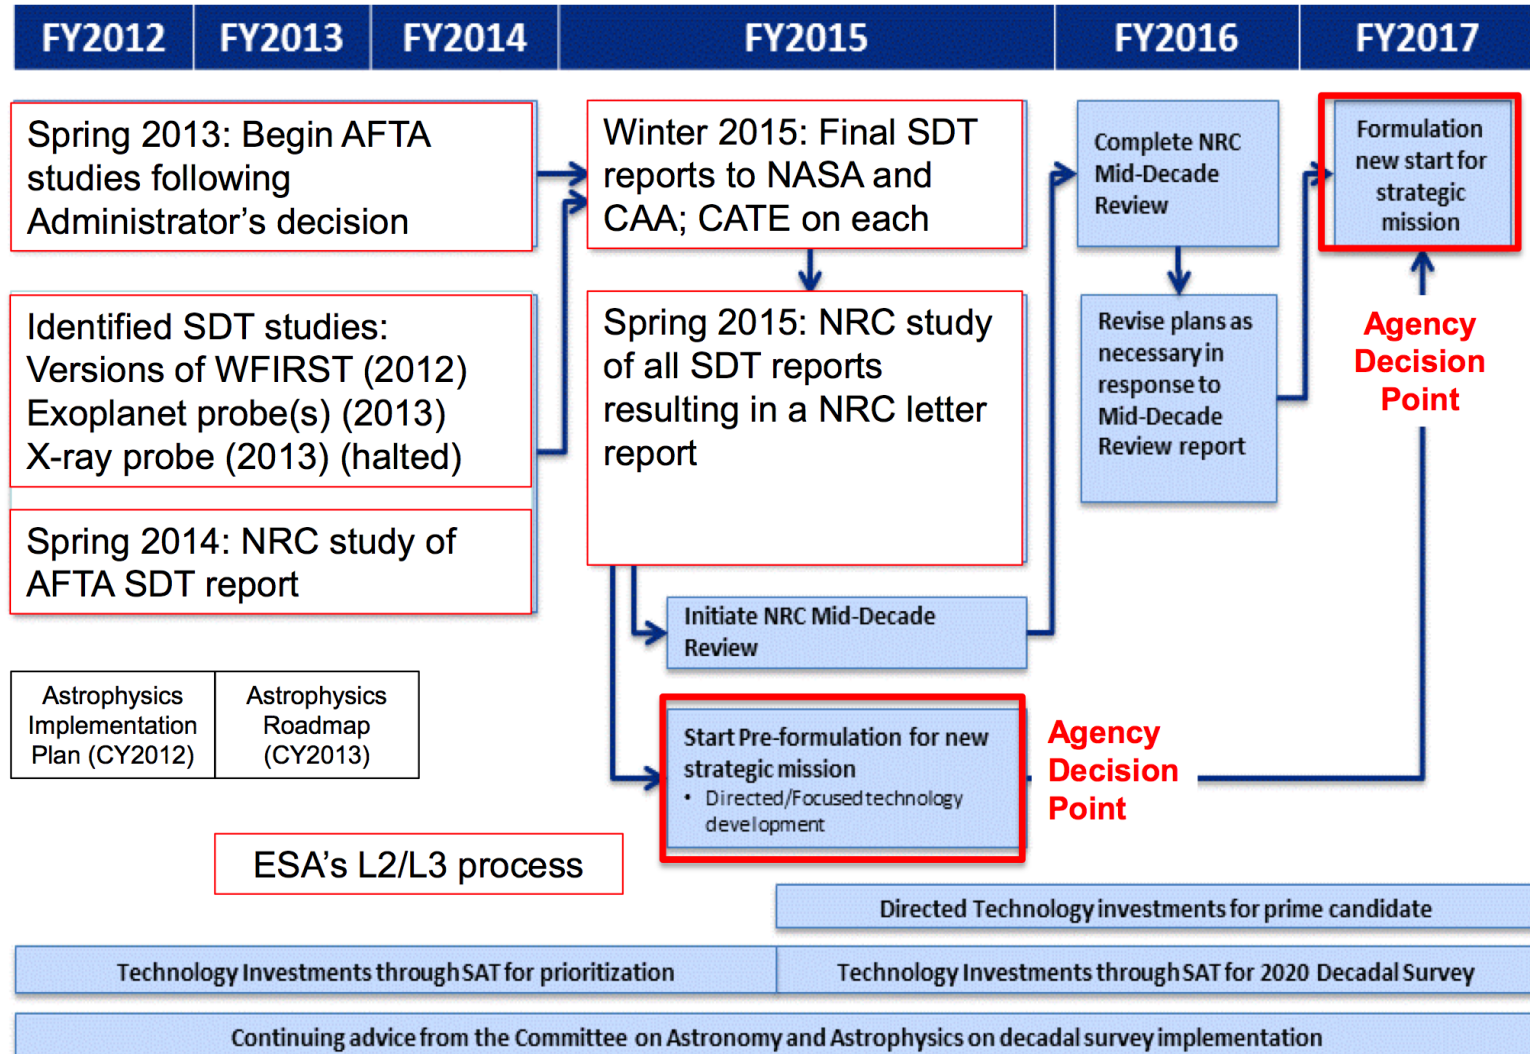 FY2012
FY2013
FY2014
FY2015
FY2016
FY2017
Spring 2013: Begin AFTA
studies following
Administrator’s decision
Identified SDT studies:
Versions of WFIRST (2012)
Exoplanet probe(s) (2013)
X-ray probe (2013) (halted)
Spring 2014: NRC study of
AFTA SDT report
Astrophysics
Implementation
Plan (CY2012)
Astrophysics
Roadmap
(CY2013)
ESA’s L2/L3 process
Winter 2015: Final SDT
reports to NASA and
CAA; CATE on each
Spring 2015: NRC study
of all SDT reports
resulting in a NRC letter
report
Initiate NRC Mid-Decade
Review
Start Pre-formulation for new
strategic mission
• Directed/Focused technology
development
Agency
Decision
Point
Complete NRC
Mid-Decade
Review
Revise plans as
necessary in
response to
Mid-Decade
Review report
Formulation
new start for
strategic
mission
Agency
Decision
Point
Directed Technology investments for prime candidate
Technology Investments through SAT for prioritization
Technology Investments through SAT for 2020 Decadal Survey
Continuing advice from the Committee on Astronomy and Astrophysics on decadal survey implementation